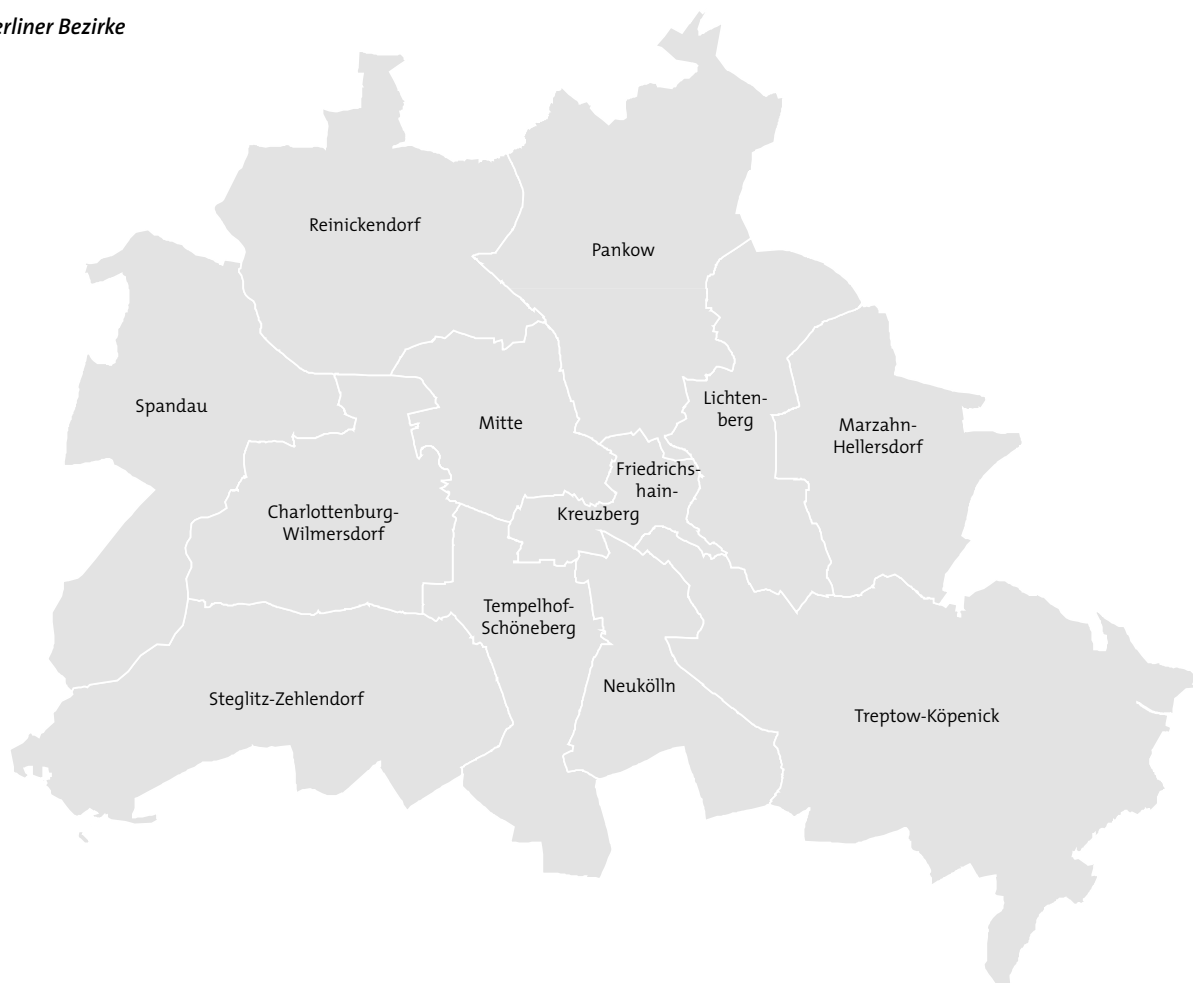 erliner Bezirke
Reinickendorf
Pankow
Spandau
Mitte
Lichten-
berg
Marzahn-
Hellersdorf
Friedrichs-
hain-
Kreuzberg
Charlottenburg-
Wilmersdorf
Tempelhof-
Schöneberg
Neukölln
Steglitz-Zehlendorf
Treptow-Köpenick